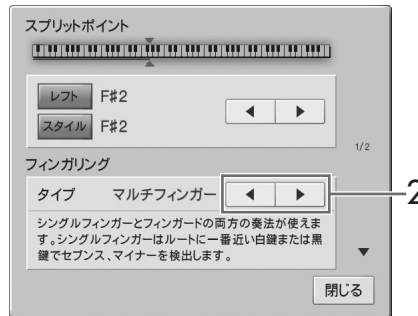 スプリットポイント
レフト F#2
スタイル F#2
1/2
フィンガリング
タイプ マルチフィンガー
2
シングルフィンガーとフィンガードの両方の奏法が使えま
す。シングルフィンガーはルートに一番近い白鍵または黒
鍵でセブンス、マイナーを検出します。
閉じる